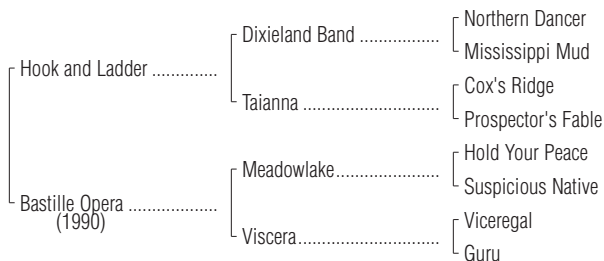 Northern Dancer
Dixieland Band ..................
Mississippi Mud
Hook and Ladder .............
Cox's Ridge
Taianna ..............................
Prospector's Fable
Hold Your Peace
Meadowlake.......................
Suspicious Native
Bastille Opera ..................
(1990)
Viceregal
Viscera...............................
Guru